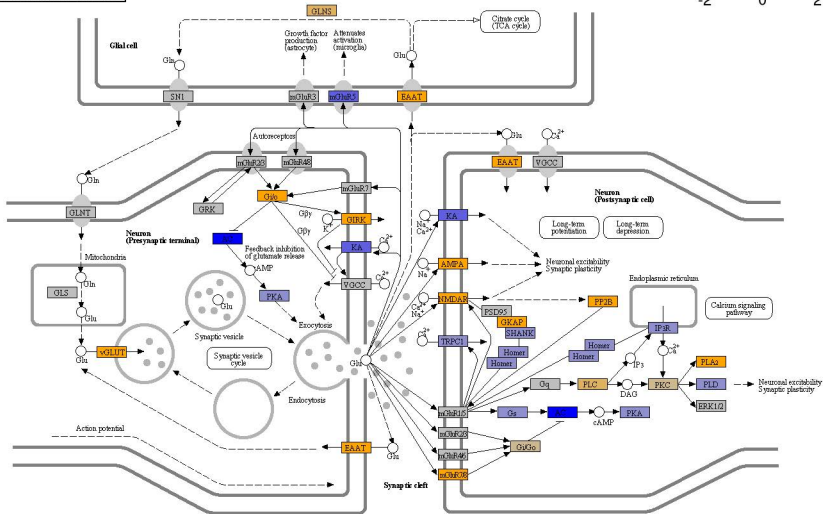 -2 0 2
GLNS
Citrate cycle
(TCA cycle)
Glial cell
Growth factor
production
(astrocyte)
Attenuates
activation
(microglia)
Gln
Glu
SN1
mGluR3
mGluR5
EAAT
Autoreceptors
Glu
Ca2+
mGluR2/3
mGluR4/8
EAAT
VGCC
Gln
mGluR7
Gi/o
GRK
GLNT
Gβγ
K+
GIRK
Neuron
(Presynaptic terminal)
Gβγ
Feedback inhibition
of glutamate release
KA
Ca2+
Na+
Ca2+
KA
Neuron
(Postsynaptic cell)
Long-term
potentiation
Long-term
depression
Mitochondria
AMPA
Na+
Neuronal excitability
Synaptic plasticity
cAMP
VGCC
Ca2+
Endoplasmic reticulum
Gln
GLS
PKA
Ca2+
Na+
NMDAR
PP2B
Calcium signaling
pathway
Glu
Glu
Exocytosis
PSD95
GKAP
SHANK
IP3R
Synaptic vesicle
Ca2+
TRPC1
Homer
Homer
Homer
Homer
Ca2+
Glu
vGLUT
Synaptic vesicle
cycle
Glu
IP3
PLA2
Gq
PLC
DAG
PKC
PLD
Neuronal excitability
Synaptic plasticity
Endocytosis
ERK1/2
mGluR1/5
Gs
AC
cAMP
PKA
Action potential
mGluR2/3
EAAT
Glu
mGluR4/6
Gi/Go
mGluR7/8
Synaptic cleft